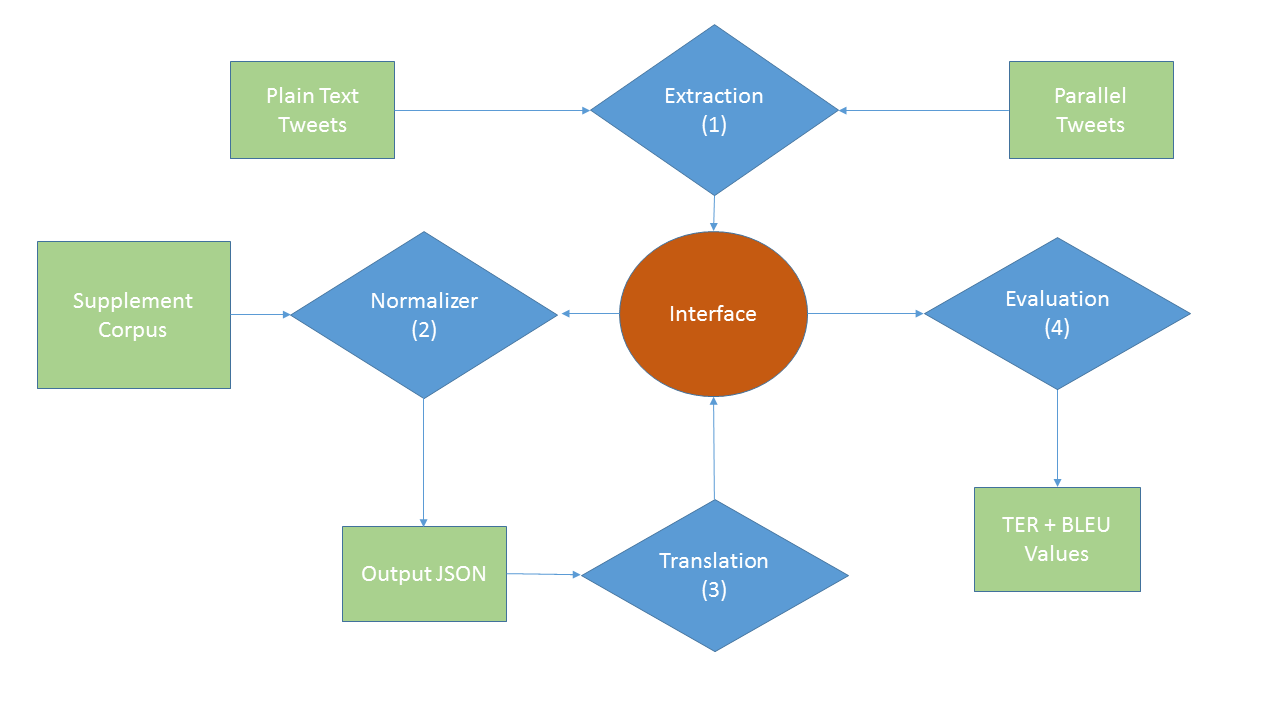 Plain Text
Tweets
Extraction
(1)
Parallel
Tweets
Supplement
Corpus
Normalizer
(2)
Interface
Evaluation
(4)
Output JSON
Translation
(3)
TER + BLEU
Values